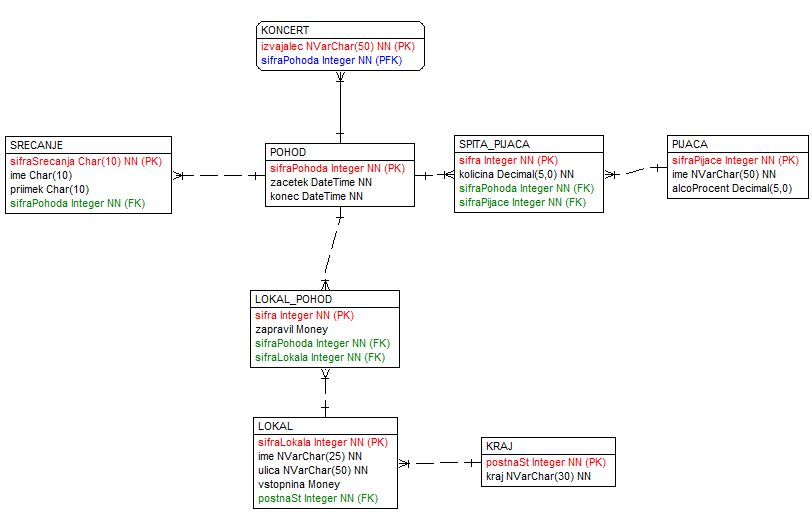 KONCERT
izvajalec NVarChar(50) NN (PK)
sifraPohoda Integer NN (PFK)
SRECANJE
sifraSrecanja Char(10) NN (PK)
ime Char(10)
priimek Char(10)
sifraPohoda Integer NN (FK)
POHOD
sifraPohoda Integer NN (PK)
zacetek DateTime NN
konec DateTime NN
SPITA_PIJACA
sifra Integer NN (PK)
kolicina Decimal(5,0) NN
sifraPohoda Integer NN (FK)
sifraPijace Integer NN (FK)
PIJACA
sifraPijace Integer NN (PK)
ime NVarChar(50) NN
alcoProcent Decimal(5,0)
LOKAL_POHOD
sifra Integer NN (PK)
zapravil Money
sifraPohoda Integer NN (FK)
sifraLokala Integer NN (FK)
LOKAL
sifraLokala Integer NN (PK)
ime NVarChar(25) NN
ulica NVarChar(50) NN
vstopnina Money
postnaSt Integer NN (FK)
KRAJ
postnaSt Integer NN (PK)
kraj NVarChar(30) NN